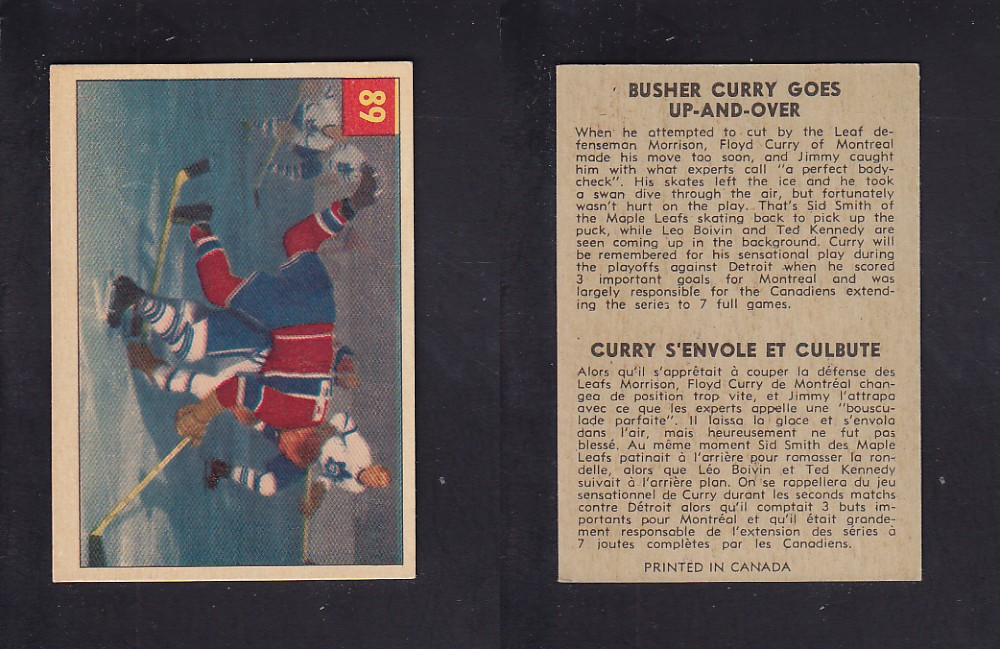 89
BUSHER CURRY GOES
UP-AND-OVER
When he attempted to cut by the Leaf de-
fenseman Morrison, Floyd Curry of Montreal
made his move too soon, and Jimmy caught
him with what experts call "a perfect body-
check". His skates left the ice and he took
a swan dive through the air, but fortunately
wasn't hurt on the play. That's Sid Smith of
the Maple Leafs skating back to pick up the
puck, while Leo Boivin and Ted Kennedy are
seen coming up in the background. Curry will
be remembered for his sensational play during
the playoffs against Detroit when he scored
3 important goals for Montreal and was
largely responsible for the Canadiens extend-
ing the series to 7 full games.
CURRY S'ENVOLE ET CULBUTE
Alors qu'il s'apprêtait à couper la défense des
Leafs Morrison, Floyd Curry de Montréal chan-
gea de position trop vite, et Jimmy l'attrapa
avec ce que les experts appelle une "bouscu-
lade parfaite". Il laissa la glace et s'envola
dans l'air, mais heureusement ne fut pas
blessé. Au même moment Sid Smith des Maple
Leafs patinait à l'arrière pour ramasser la ron-
delle, alors que Léo Boivin et Ted Kennedy
suivait à l'arrière plan. On se rappellera du jeu
sensationnel de Curry durant les seconds matchs
contre Détroit alors qu'il comptait 3 buts im-
portants pour Montréal et qu'il était grande-
ment responsable de l'extension des séries à
7 joutes complètes par les Canadiens.
PRINTED IN CANADA